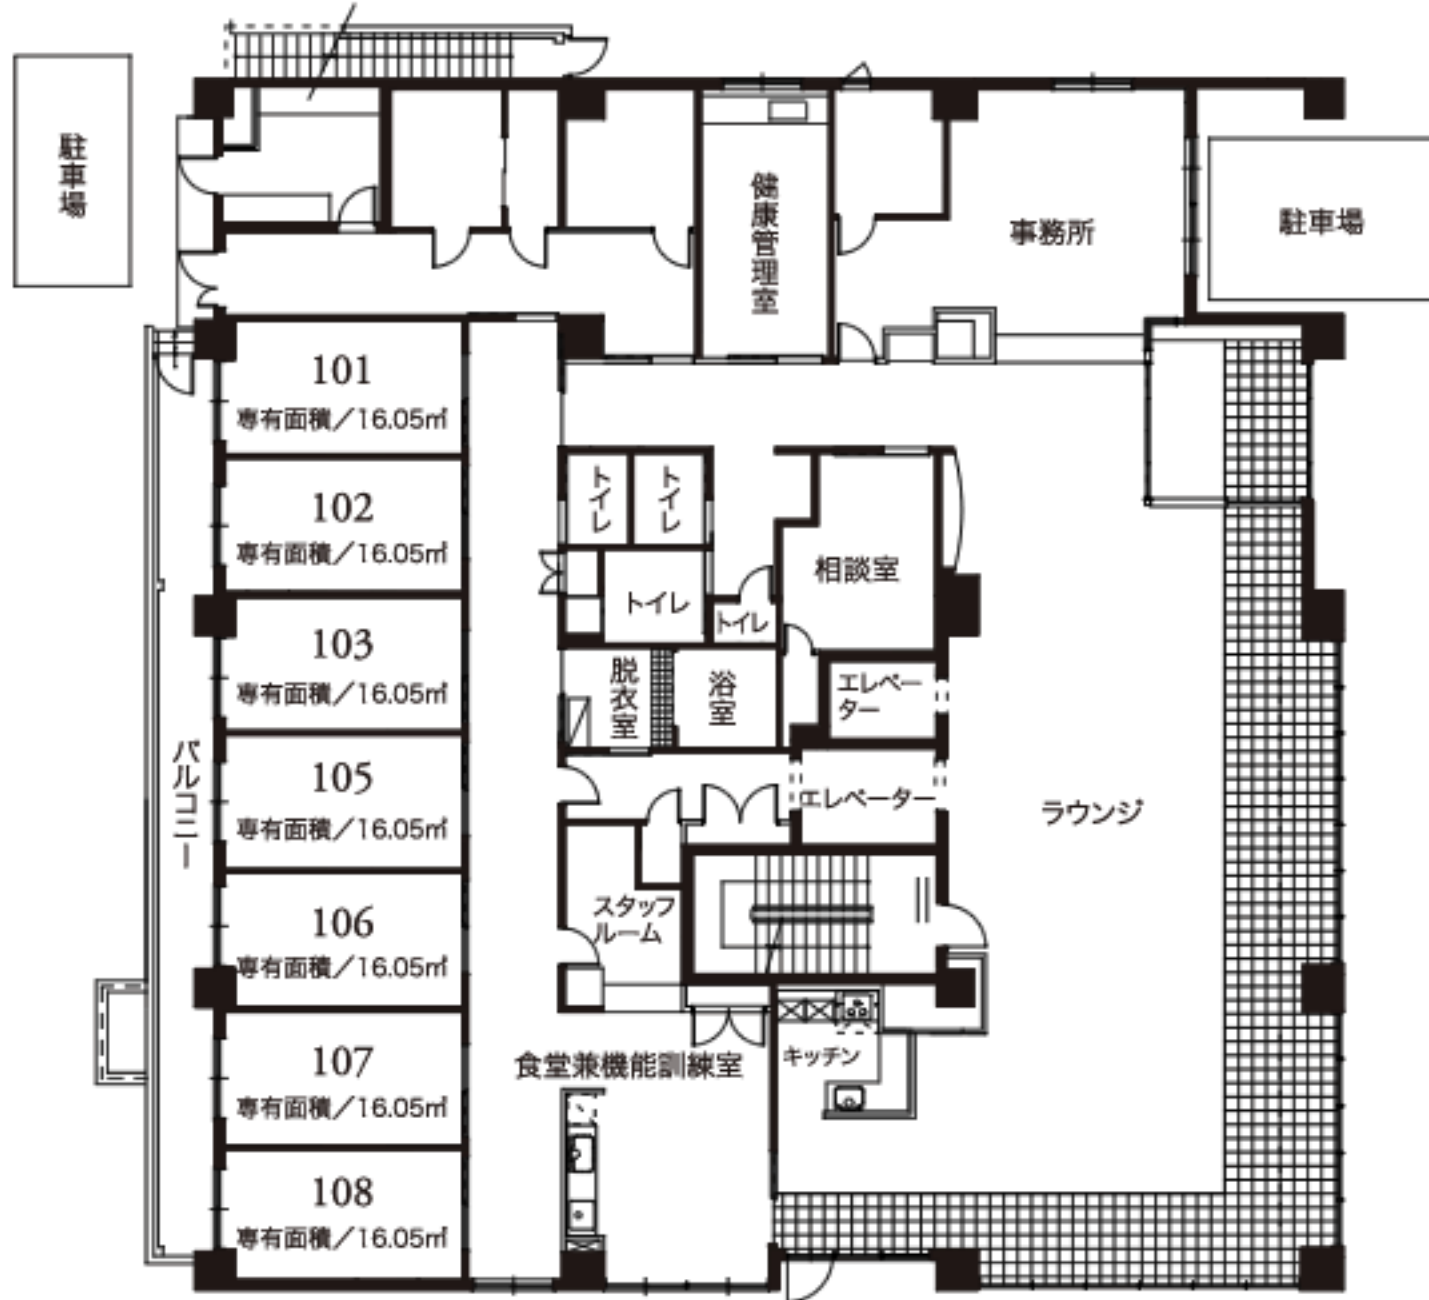 駐車場
健康管理室
事務所
駐車場
101
専有面積／16.05㎡
102
専有面積／16.05㎡
103
専有面積／16.05㎡
105
専有面積／16.05㎡
106
専有面積／16.05㎡
107
専有面積／16.05㎡
108
専有面積／16.05㎡
バルコニー
トイレ
トイレ
トイレ
トイレ
相談室
脱衣室
浴室
エレベー
ター
エレベーター
ラウンジ
スタッフ
ルーム
食堂兼機能訓練室
キッチン